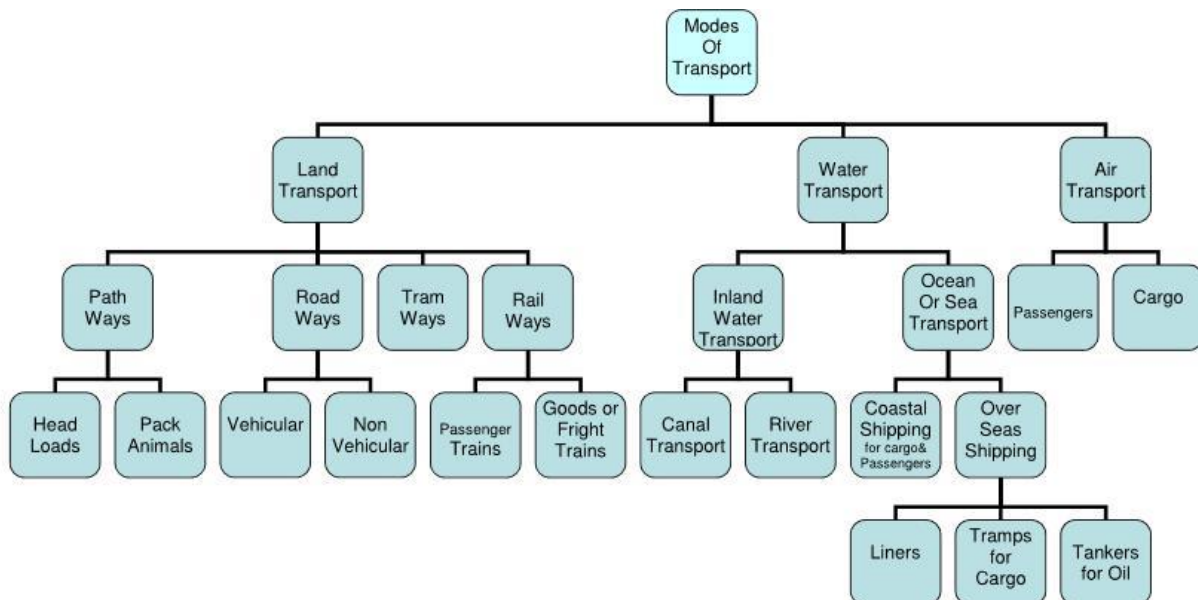 Modes
Of
Transport
Land
Transport
Water
Transport
Air
Transport
Path
Ways
Road
Ways
Tram
Ways
Rail
Ways
Inland
Water
Transport
Ocean
Or Sea
Transport
Passengers
Cargo
Head
Loads
Pack
Animals
Vehicular
Non
Vehicular
Passenger
Trains
Goods or
Fright
Trains
Canal
Transport
River
Transport
Coastal
Shipping
for cargo&
Passengers
Over
Seas
Shipping
Liners
Tramps
for
Cargo
Tankers
for Oil